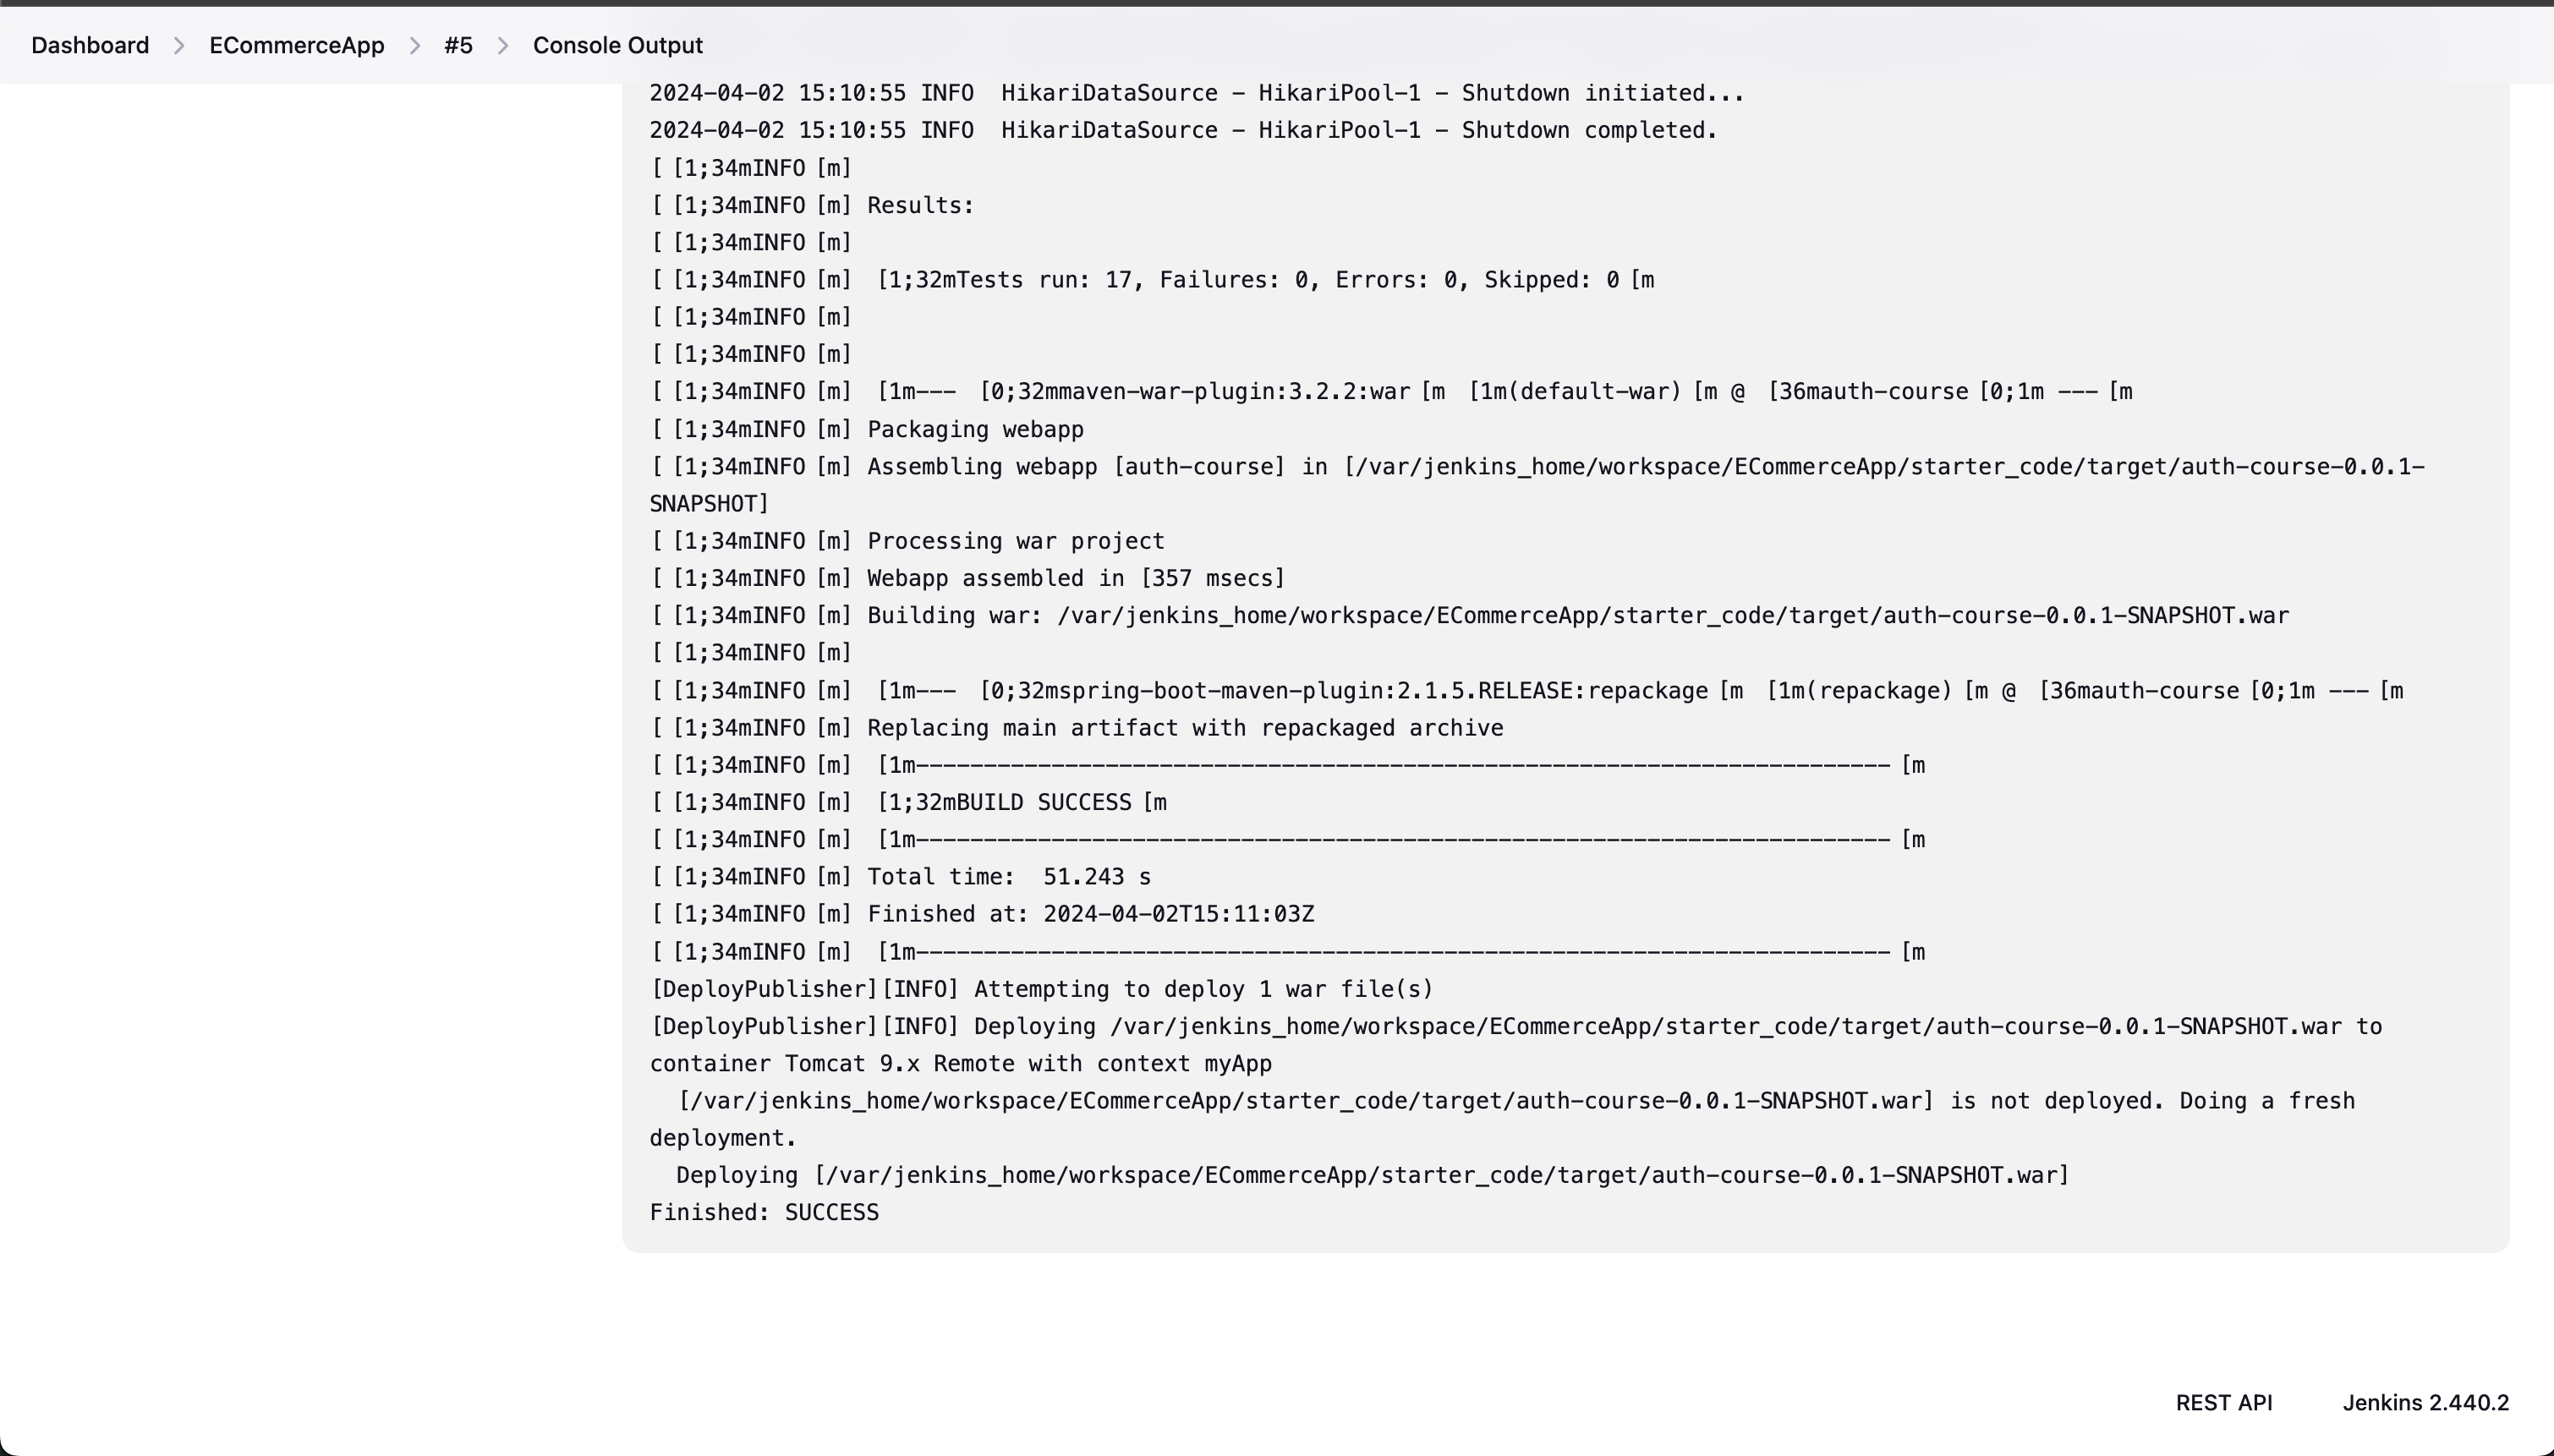 Dashboard > ECommerceApp > #5 > Console Output
2024-04-02 15:10:55 INFO  HikariDataSource - HikariPool-1 - Shutdown initiated...
2024-04-02 15:10:55 INFO  HikariDataSource - HikariPool-1 - Shutdown completed.
[ [1;34mINFO [m]
[ [1;34mINFO [m] Results:
[ [1;34mINFO [m]
[ [1;34mINFO [m]  [1;32mTests run: 17, Failures: 0, Errors: 0, Skipped: 0 [m
[ [1;34mINFO [m]
[ [1;34mINFO [m]
[ [1;34mINFO [m]  [1m---  [0;32mmaven-war-plugin:3.2.2:war [m  [1m(default-war) [m @  [36mauth-course [0;1m --- [m
[ [1;34mINFO [m] Packaging webapp
[ [1;34mINFO [m] Assembling webapp [auth-course] in [/var/jenkins_home/workspace/ECommerceApp/starter_code/target/auth-course-0.0.1-
SNAPSHOT]
[ [1;34mINFO [m] Processing war project
[ [1;34mINFO [m] Webapp assembled in [357 msecs]
[ [1;34mINFO [m] Building war: /var/jenkins_home/workspace/ECommerceApp/starter_code/target/auth-course-0.0.1-SNAPSHOT.war
[ [1;34mINFO [m]
[ [1;34mINFO [m]  [1m---  [0;32mspring-boot-maven-plugin:2.1.5.RELEASE:repackage [m  [1m(repackage) [m @  [36mauth-course [0;1m --- [m
[ [1;34mINFO [m] Replacing main artifact with repackaged archive
[ [1;34mINFO [m]  [1m------------------------------------------------------------------------ [m
[ [1;34mINFO [m]  [1;32mBUILD SUCCESS [m
[ [1;34mINFO [m]  [1m------------------------------------------------------------------------ [m
[ [1;34mINFO [m] Total time:  51.243 s
[ [1;34mINFO [m] Finished at: 2024-04-02T15:11:03Z
[ [1;34mINFO [m]  [1m------------------------------------------------------------------------ [m
[DeployPublisher][INFO] Attempting to deploy 1 war file(s)
[DeployPublisher][INFO] Deploying /var/jenkins_home/workspace/ECommerceApp/starter_code/target/auth-course-0.0.1-SNAPSHOT.war to
container Tomcat 9.x Remote with context myApp
  [/var/jenkins_home/workspace/ECommerceApp/starter_code/target/auth-course-0.0.1-SNAPSHOT.war] is not deployed. Doing a fresh
deployment.
  Deploying [/var/jenkins_home/workspace/ECommerceApp/starter_code/target/auth-course-0.0.1-SNAPSHOT.war]
Finished: SUCCESS
REST API  Jenkins 2.440.2